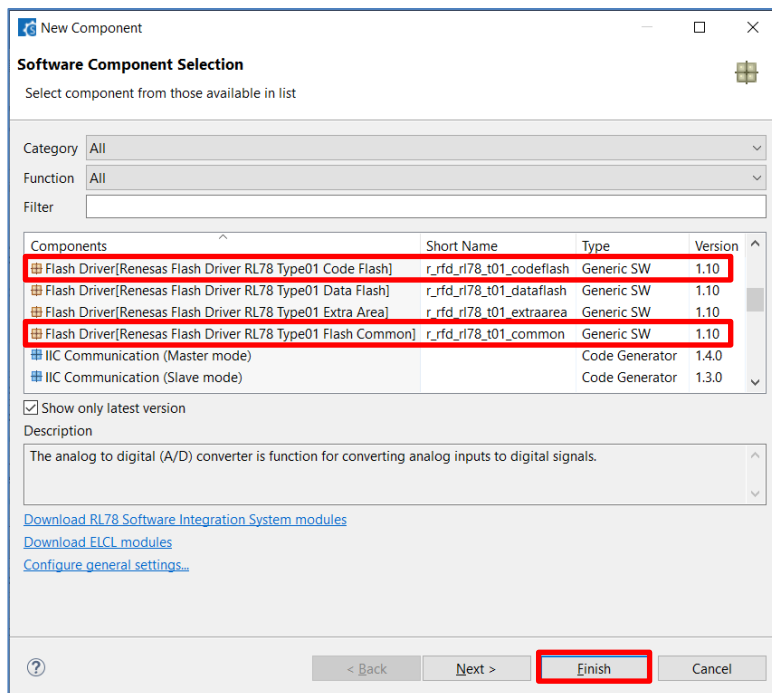 New Component
Software Component Selection
Select component from those available in list
Category All
Function All
Filter
Components Short Name Type Version
Flash Driver[Renesas Flash Driver RL78 Type01 Code Flash] r_rfd_rl78_t01_codeflash Generic SW 1.10
Flash Driver[Renesas Flash Driver RL78 Type01 Data Flash] r_rfd_rl78_t01_dataflash Generic SW 1.10
Flash Driver[Renesas Flash Driver RL78 Type01 Extra Area] r_rfd_rl78_t01_extraarea Generic SW 1.10
Flash Driver[Renesas Flash Driver RL78 Type01 Flash Common] r_rfd_rl78_t01_common Generic SW 1.10
IIC Communication (Master mode) Code Generator 1.4.0
IIC Communication (Slave mode) Code Generator 1.3.0
Show only latest version
Description
The analog to digital (A/D) converter is function for converting analog inputs to digital signals.
Download RL78 Software Integration System modules
Download ELCL modules
Configure general settings...
? < Back Next > Finish Cancel